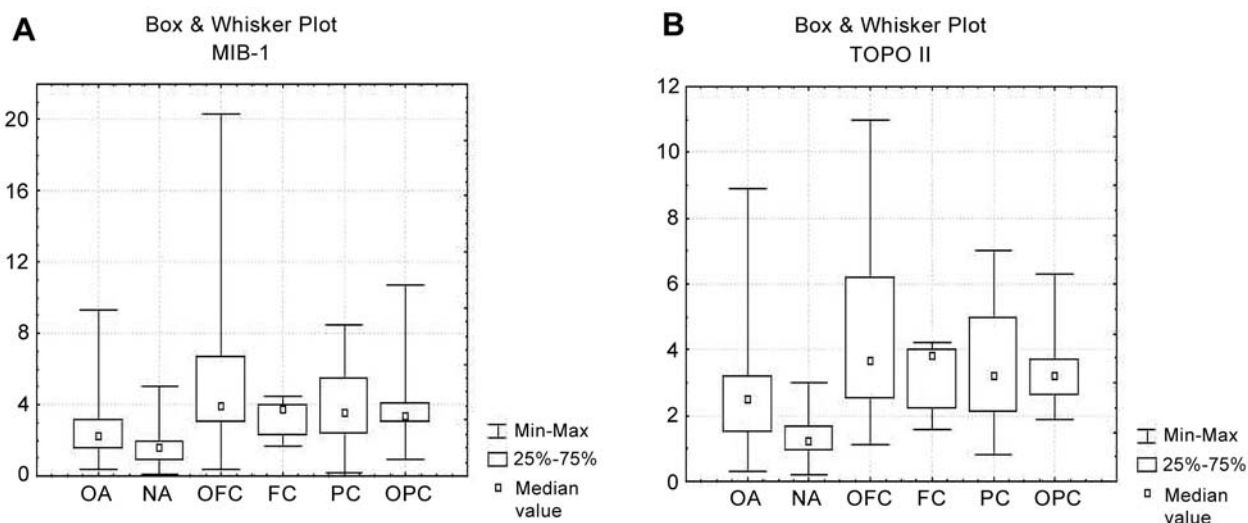 A
Box & Whisker Plot
MIB-1
20
16
12
8
4
0
OA NA OFC FC PC OPC
Min-Max
25%-75%
Median
value
B
Box & Whisker Plot
TOPO II
12
10
8
6
4
2
0
OA NA OFC FC PC OPC
Min-Max
25%-75%
Median
value